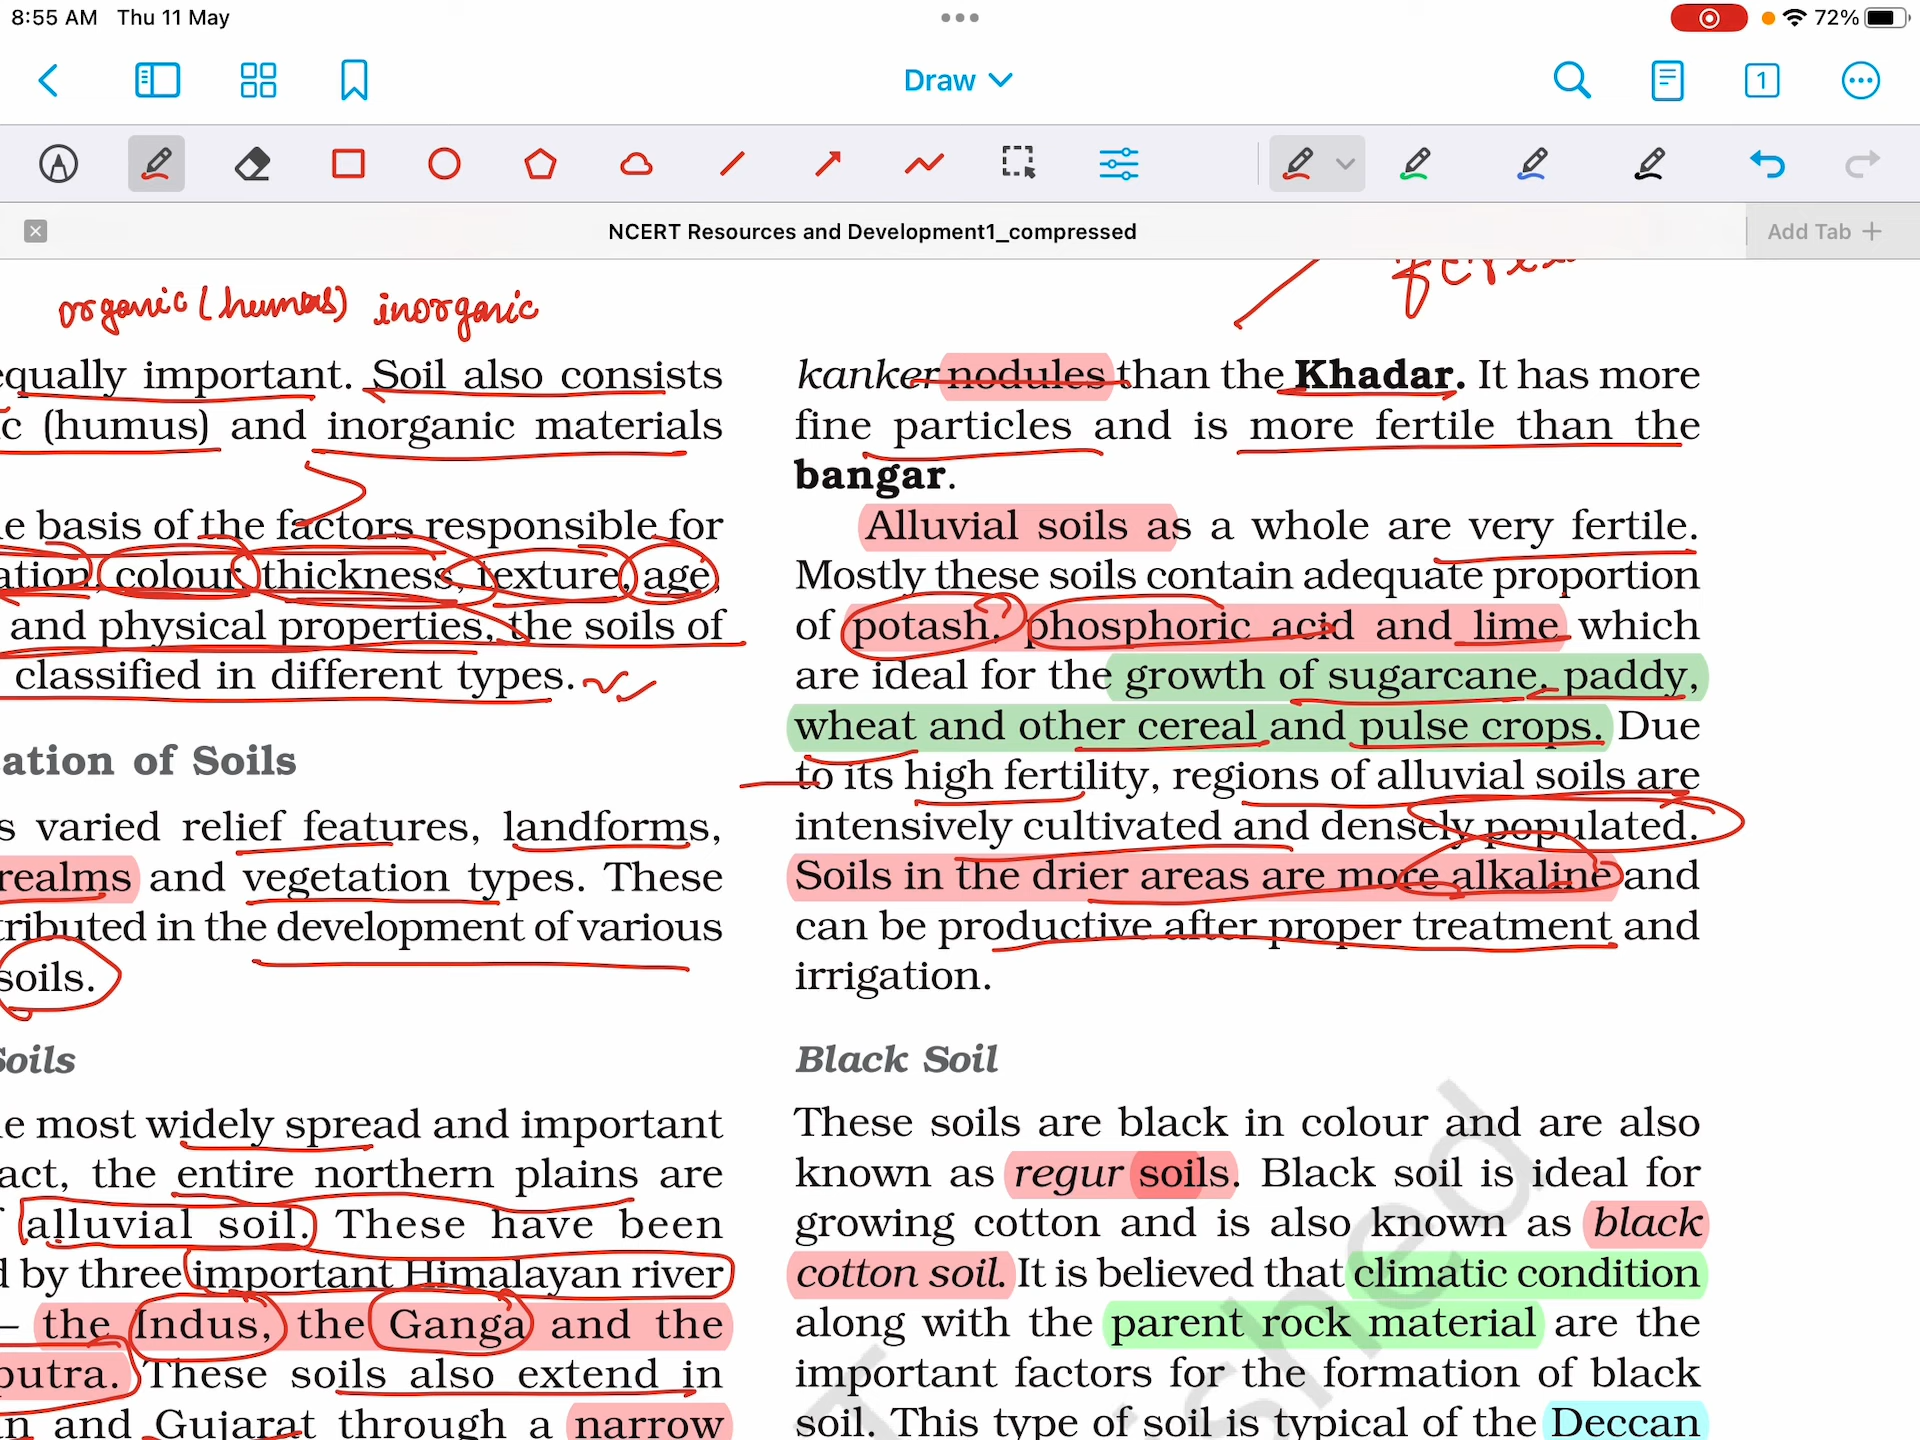 8:55 AM Thu 11 May
72%
Draw
1
NCERT Resources and Development1_compressed
Add Tab +
organic (humus) inorganic
equally important. Soil also consists
c (humus) and inorganic materials
e basis of the factors responsible for
ation, colour, thickness, texture, age,
and physical properties, the soils of
classified in different types.
ation of Soils
s varied relief features, landforms,
realms and vegetation types. These
tributed in the development of various
soils.
Soils
e most widely spread and important
act, the entire northern plains are
f alluvial soil. These have been
d by three important Himalayan river
– the Indus, the Ganga and the
putra. These soils also extend in
n and Gujarat through a narrow
kanker nodules than the Khadar. It has more
fine particles and is more fertile than the
bangar.
Alluvial soils as a whole are very fertile.
Mostly these soils contain adequate proportion
of potash, phosphoric acid and lime which
are ideal for the growth of sugarcane, paddy,
wheat and other cereal and pulse crops. Due
to its high fertility, regions of alluvial soils are
intensively cultivated and densely populated.
Soils in the drier areas are more alkaline and
can be productive after proper treatment and
irrigation.
Black Soil
These soils are black in colour and are also
known as regur soils. Black soil is ideal for
growing cotton and is also known as black
cotton soil. It is believed that climatic condition
along with the parent rock material are the
important factors for the formation of black
soil. This type of soil is typical of the Deccan